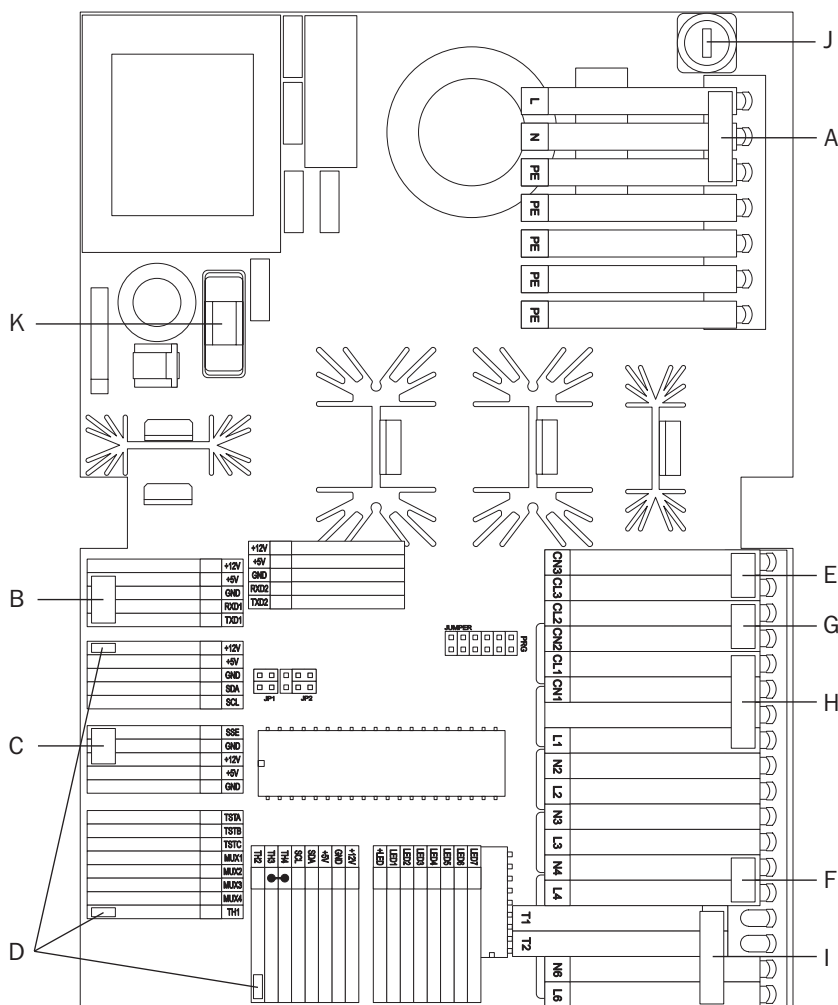 J
L
A
N
PE
PE
PE
PE
PE
K
+12V
+5V
GND
RXD1
TXD1
+12V
+5V
GND
RXD2
TXD2
CN3
CL3
CL2
CN2
CL1
CN1
L1
N2
L2
N3
L3
N4
L4
T1
T2
N6
L6
B
E
G
H
F
I
JUMPER
PRG
+12V
+5V
GND
SDA
SCL
JP1
JP2
C
SSE
GND
+12V
+5V
GND
TSTA
TSTB
TSTC
MUX1
MUX2
MUX3
MUX4
TH1
D
TH2
TH3
TH4
SCL
SDA
+5V
GND
+12V
+LED
LED1
LED2
LED3
LED4
LED5
LED6
LED7